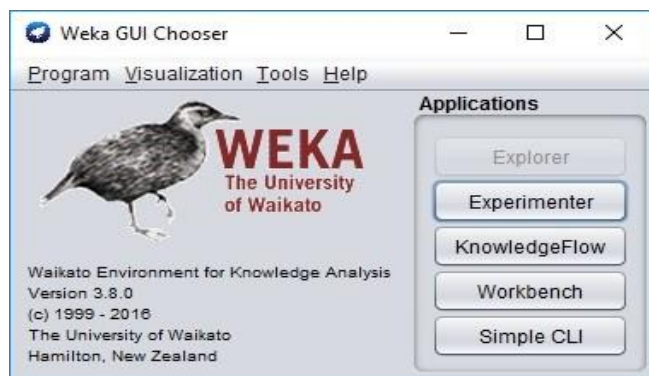 Weka GUI Chooser
Program Visualization Tools Help
Applications
WEKA
The University
of Waikato
Explorer
Experimenter
KnowledgeFlow
Workbench
Simple CLI
Waikato Environment for Knowledge Analysis
Version 3.8.0
(c) 1999 - 2016
The University of Waikato
Hamilton, New Zealand